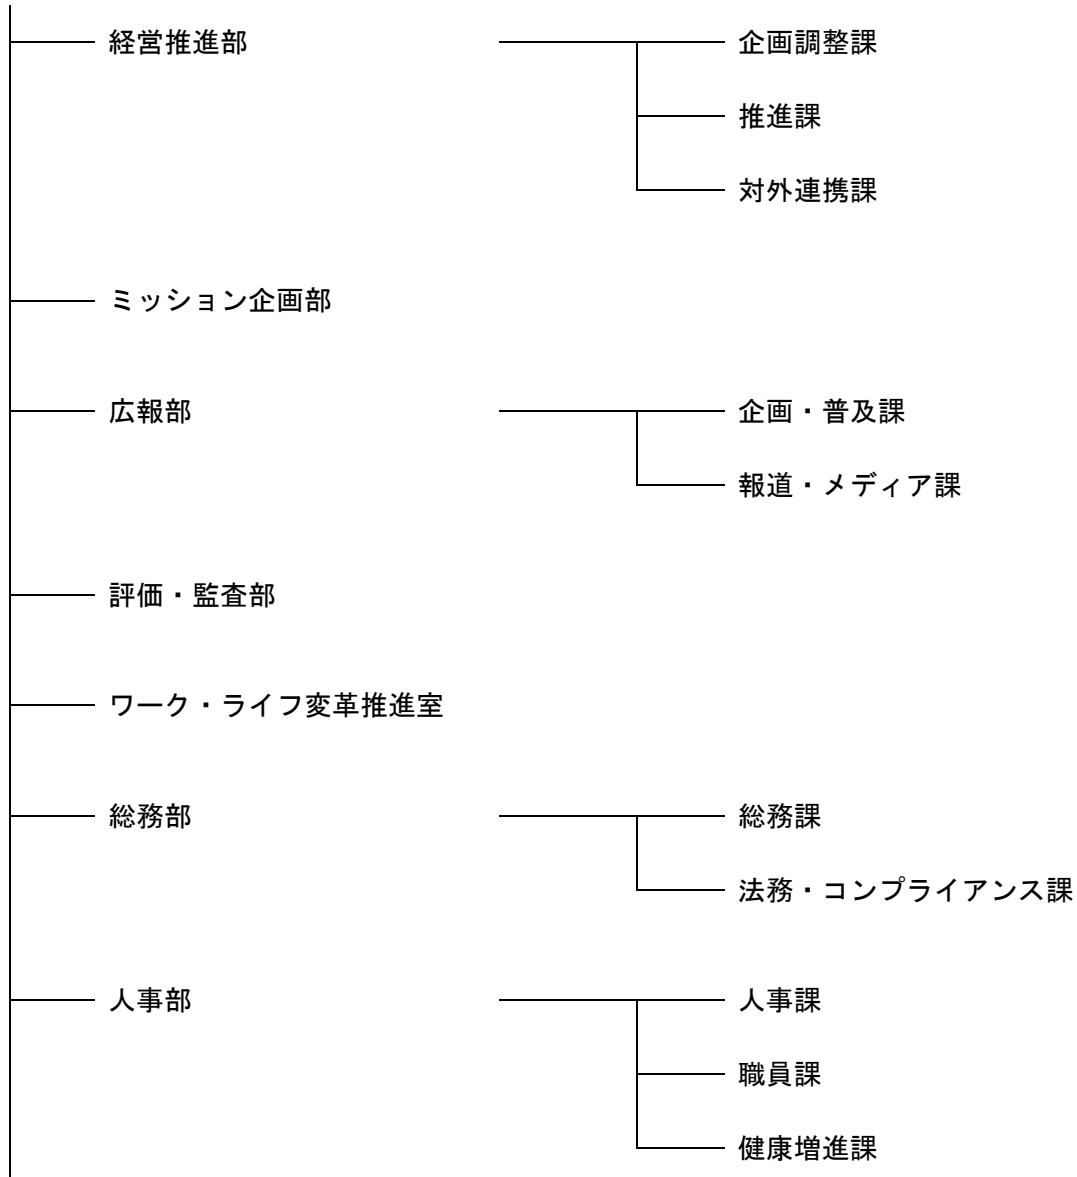 経営推進部
企画調整課
推進課
対外連携課
ミッション企画部
広報部
企画・普及課
報道・メディア課
評価・監査部
ワーク・ライフ変革推進室
総務部
総務課
法務・コンプライアンス課
人事部
人事課
職員課
健康増進課